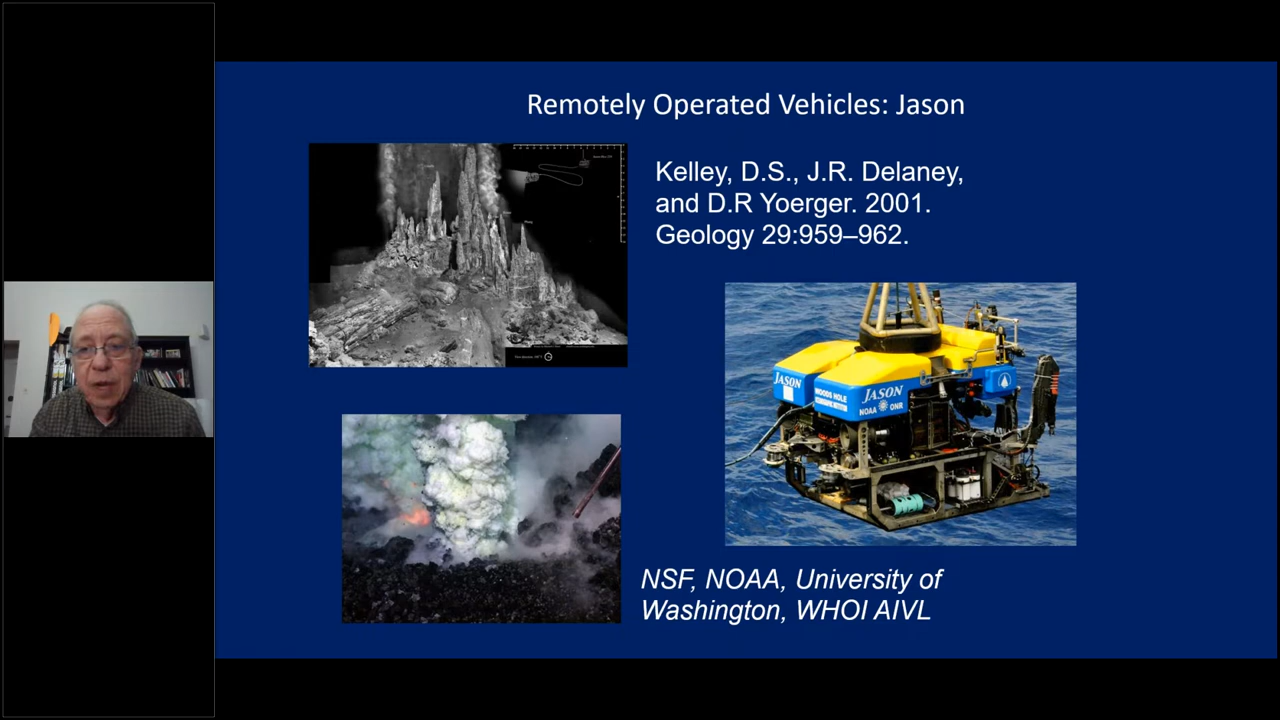 Remotely Operated Vehicles: Jason
Kelley, D.S., J.R. Delaney,
and D.R Yoerger. 2001.
Geology 29:959–962.
JASON
WOODS HOLE
JASON
NOAA ONR
NSF, NOAA, University of
Washington, WHOI AIVL